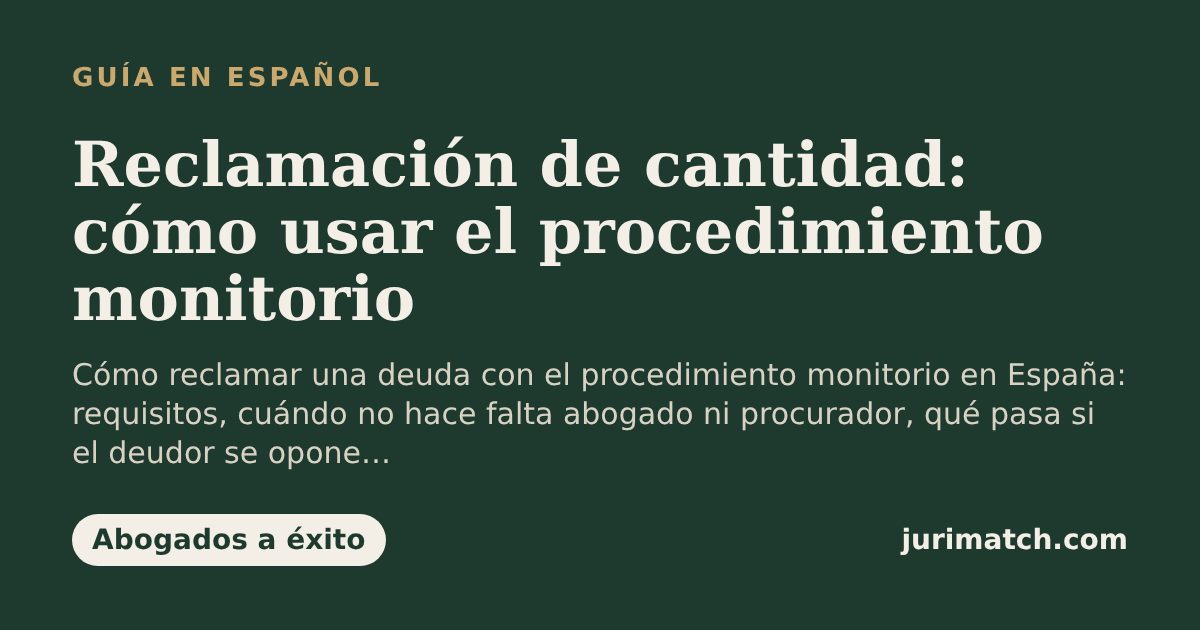 GUÍA EN ESPAÑOL
Reclamación de cantidad:
cómo usar el procedimiento
monitorio
Cómo reclamar una deuda con el procedimiento monitorio en España:
requisitos, cuándo no hace falta abogado ni procurador, qué pasa si
el deudor se opone...
Abogados a éxito
jurimatch.com